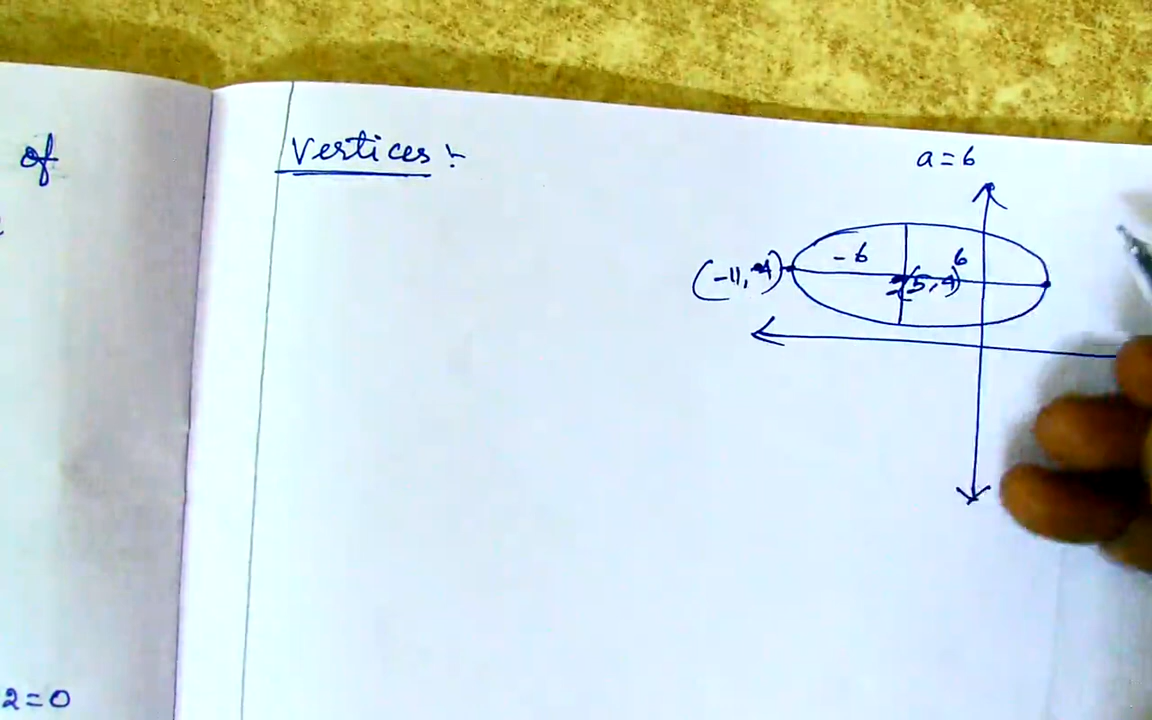 of
Vertices :-
a = 6
- 6
6
(-11, 4)
(5, 4)
2 = 0